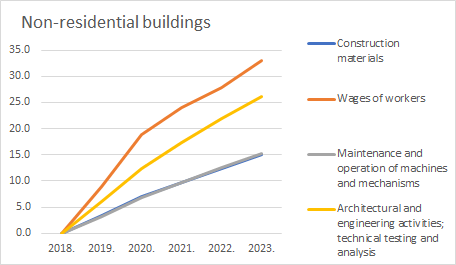 Non-residential buildings
35.0
30.0
25.0
20.0
15.0
10.0
5.0
0.0
2018. 2019. 2020. 2021. 2022. 2023.
Construction
materials
Wages of workers
Maintenance and
operation of machines
and mechanisms
Architectural and
engineering activities;
technical testing and
analysis